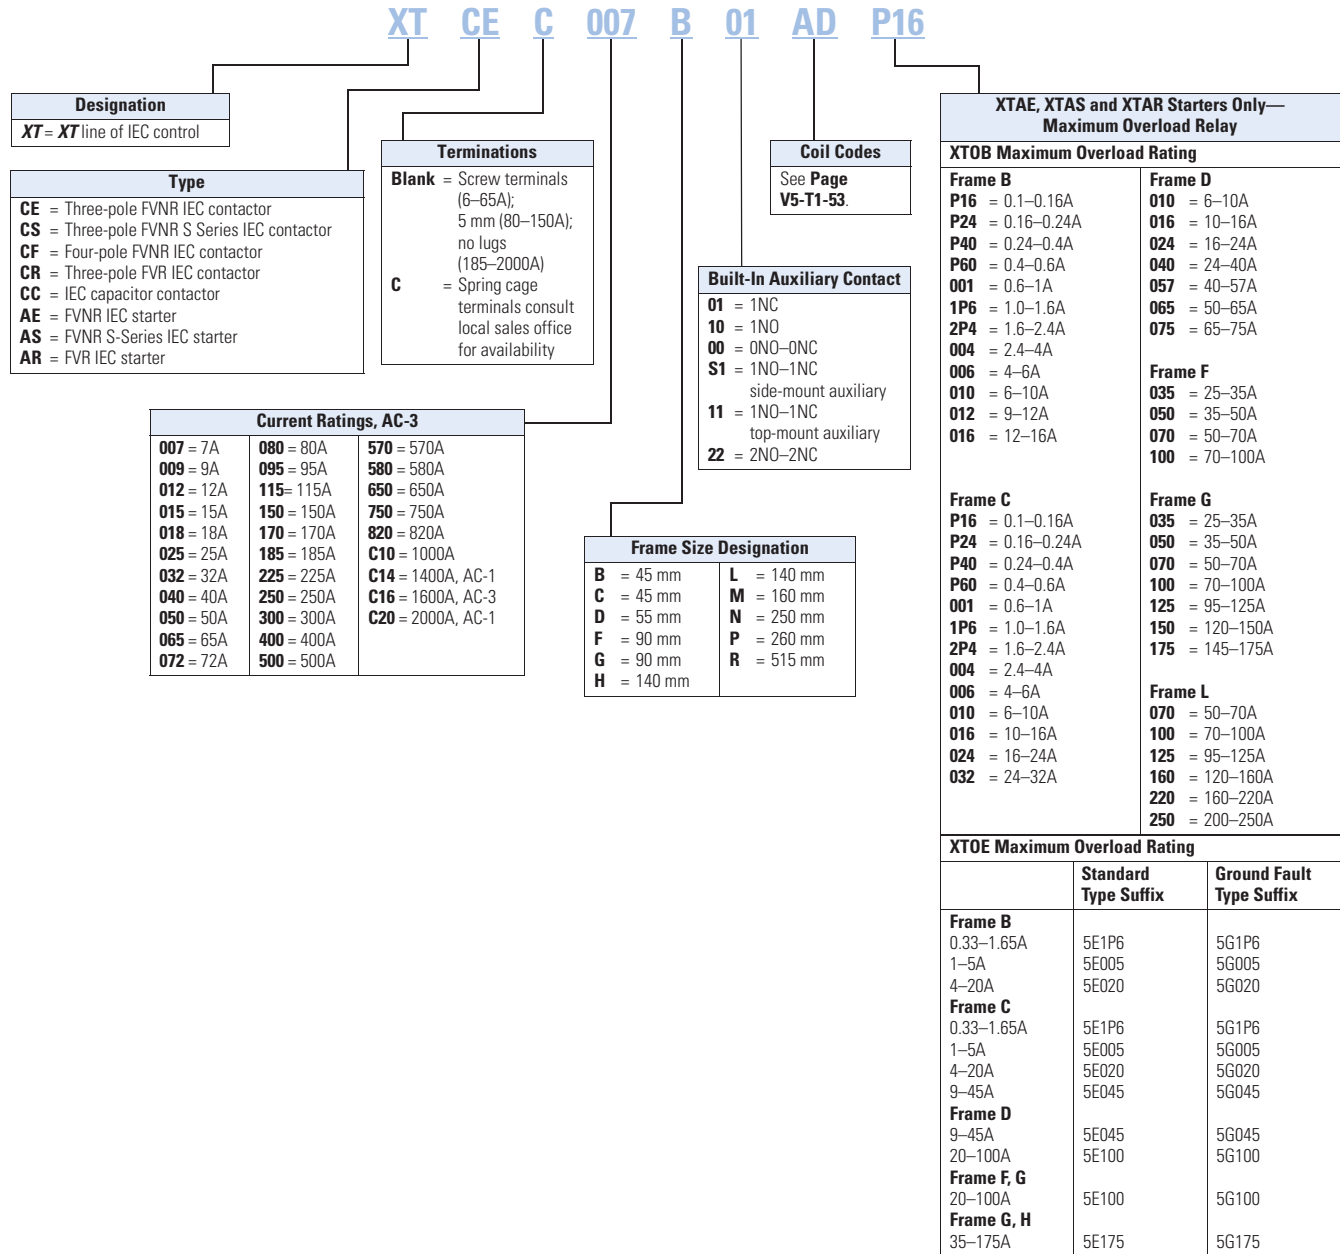 XT CE C 007 B 01 AD P16
Designation
XT = XT line of IEC control
Type
CE = Three-pole FVNR IEC contactor
CS = Three-pole FVNR S Series IEC contactor
CF = Four-pole FVNR IEC contactor
CR = Three-pole FVR IEC contactor
CC = IEC capacitor contactor
AE = FVNR IEC starter
AS = FVNR S-Series IEC starter
AR = FVR IEC starter
Terminations
Blank = Screw terminals
(6–65A);
5 mm (80–150A);
no lugs
(185–2000A)
C = Spring cage
terminals consult
local sales office
for availability
Current Ratings, AC-3
007 = 7A
009 = 9A
012 = 12A
015 = 15A
018 = 18A
025 = 25A
032 = 32A
040 = 40A
050 = 50A
065 = 65A
072 = 72A
080 = 80A
095 = 95A
115= 115A
150 = 150A
170 = 170A
185 = 185A
225 = 225A
250 = 250A
300 = 300A
400 = 400A
500 = 500A
570 = 570A
580 = 580A
650 = 650A
750 = 750A
820 = 820A
C10 = 1000A
C14 = 1400A, AC-1
C16 = 1600A, AC-3
C20 = 2000A, AC-1
Frame Size Designation
B = 45 mm
C = 45 mm
D = 55 mm
F = 90 mm
G = 90 mm
H = 140 mm
L = 140 mm
M = 160 mm
N = 250 mm
P = 260 mm
R = 515 mm
Built-In Auxiliary Contact
01 = 1NC
10 = 1NO
00 = 0NO–0NC
S1 = 1NO–1NC
side-mount auxiliary
11 = 1NO–1NC
top-mount auxiliary
22 = 2NO–2NC
Coil Codes
See Page
V5-T1-53.
XTAE, XTAS and XTAR Starters Only—
Maximum Overload Relay
XTOB Maximum Overload Rating
Frame B
P16 = 0.1–0.16A
P24 = 0.16–0.24A
P40 = 0.24–0.4A
P60 = 0.4–0.6A
001 = 0.6–1A
1P6 = 1.0–1.6A
2P4 = 1.6–2.4A
004 = 2.4–4A
006 = 4–6A
010 = 6–10A
012 = 9–12A
016 = 12–16A
Frame C
P16 = 0.1–0.16A
P24 = 0.16–0.24A
P40 = 0.24–0.4A
P60 = 0.4–0.6A
001 = 0.6–1A
1P6 = 1.0–1.6A
2P4 = 1.6–2.4A
004 = 2.4–4A
006 = 4–6A
010 = 6–10A
016 = 10–16A
024 = 16–24A
032 = 24–32A
Frame D
010 = 6–10A
016 = 10–16A
024 = 16–24A
040 = 24–40A
057 = 40–57A
065 = 50–65A
075 = 65–75A
Frame F
035 = 25–35A
050 = 35–50A
070 = 50–70A
100 = 70–100A
Frame G
035 = 25–35A
050 = 35–50A
070 = 50–70A
100 = 70–100A
125 = 95–125A
150 = 120–150A
175 = 145–175A
Frame L
070 = 50–70A
100 = 70–100A
125 = 95–125A
160 = 120–160A
220 = 160–220A
250 = 200–250A
XTOE Maximum Overload Rating
Standard
Type Suffix
Ground Fault
Type Suffix
Frame B
0.33–1.65A 5E1P6 5G1P6
1–5A 5E005 5G005
4–20A 5E020 5G020
Frame C
0.33–1.65A 5E1P6 5G1P6
1–5A 5E005 5G005
4–20A 5E020 5G020
9–45A 5E045 5G045
Frame D
9–45A 5E045 5G045
20–100A 5E100 5G100
Frame F, G
20–100A 5E100 5G100
Frame G, H
35–175A 5E175 5G175